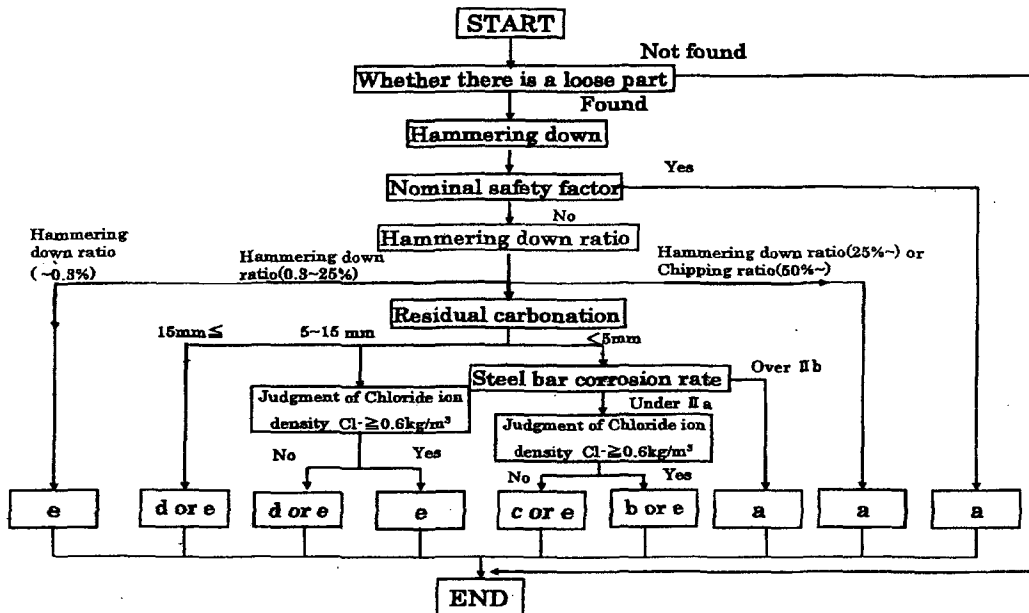 START
Not found
Whether there is a loose part
Found
Hammering down
Yes
Nominal safety factor
No
Hammering down ratio
Hammering
down ratio
(~0.3%)
Hammering down
ratio(0.3~25%)
Hammering down ratio(25%~) or
Chipping ratio(50%~)
Residual carbonation
15mm≦
5~15 mm
<5mm
Steel bar corrosion rate
Over Ⅱb
Under Ⅱa
Judgment of Chloride ion
density Cl-≧0.6kg/m³
Judgment of Chloride ion
density Cl-≧0.6kg/m³
No
Yes
No
Yes
e
d or e
d or e
e
c or e
b or e
a
a
a
END